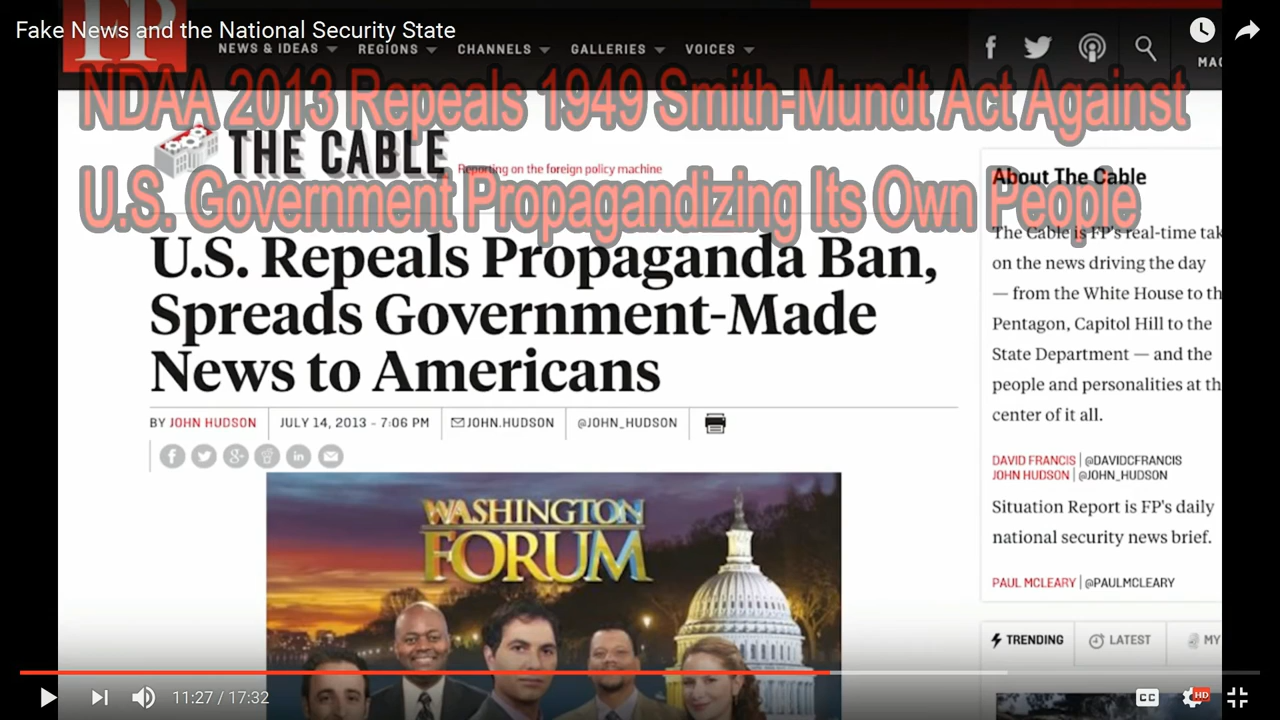 Fake News and the National Security State
FP
NEWS & IDEAS REGIONS CHANNELS GALLERIES VOICES
MAG
NDAA 2013 Repeals 1949 Smith-Mundt Act Against
U.S. Government Propagandizing Its Own People
THE CABLE
Reporting on the foreign policy machine
U.S. Repeals Propaganda Ban,
Spreads Government-Made
News to Americans
BY JOHN HUDSON JULY 14, 2013 - 7:06 PM JOHN.HUDSON @JOHN_HUDSON
WASHINGTON
FORUM
About The Cable
The Cable is FP's real-time tak
on the news driving the day
— from the White House to th
Pentagon, Capitol Hill to the
State Department — and the
people and personalities at th
center of it all.
DAVID FRANCIS | @DAVIDCFRANCIS
JOHN HUDSON | @JOHN_HUDSON
Situation Report is FP's daily
national security news brief.
PAUL MCLEARY | @PAULMCLEARY
TRENDING LATEST MY
11:27 / 17:32
CC HD